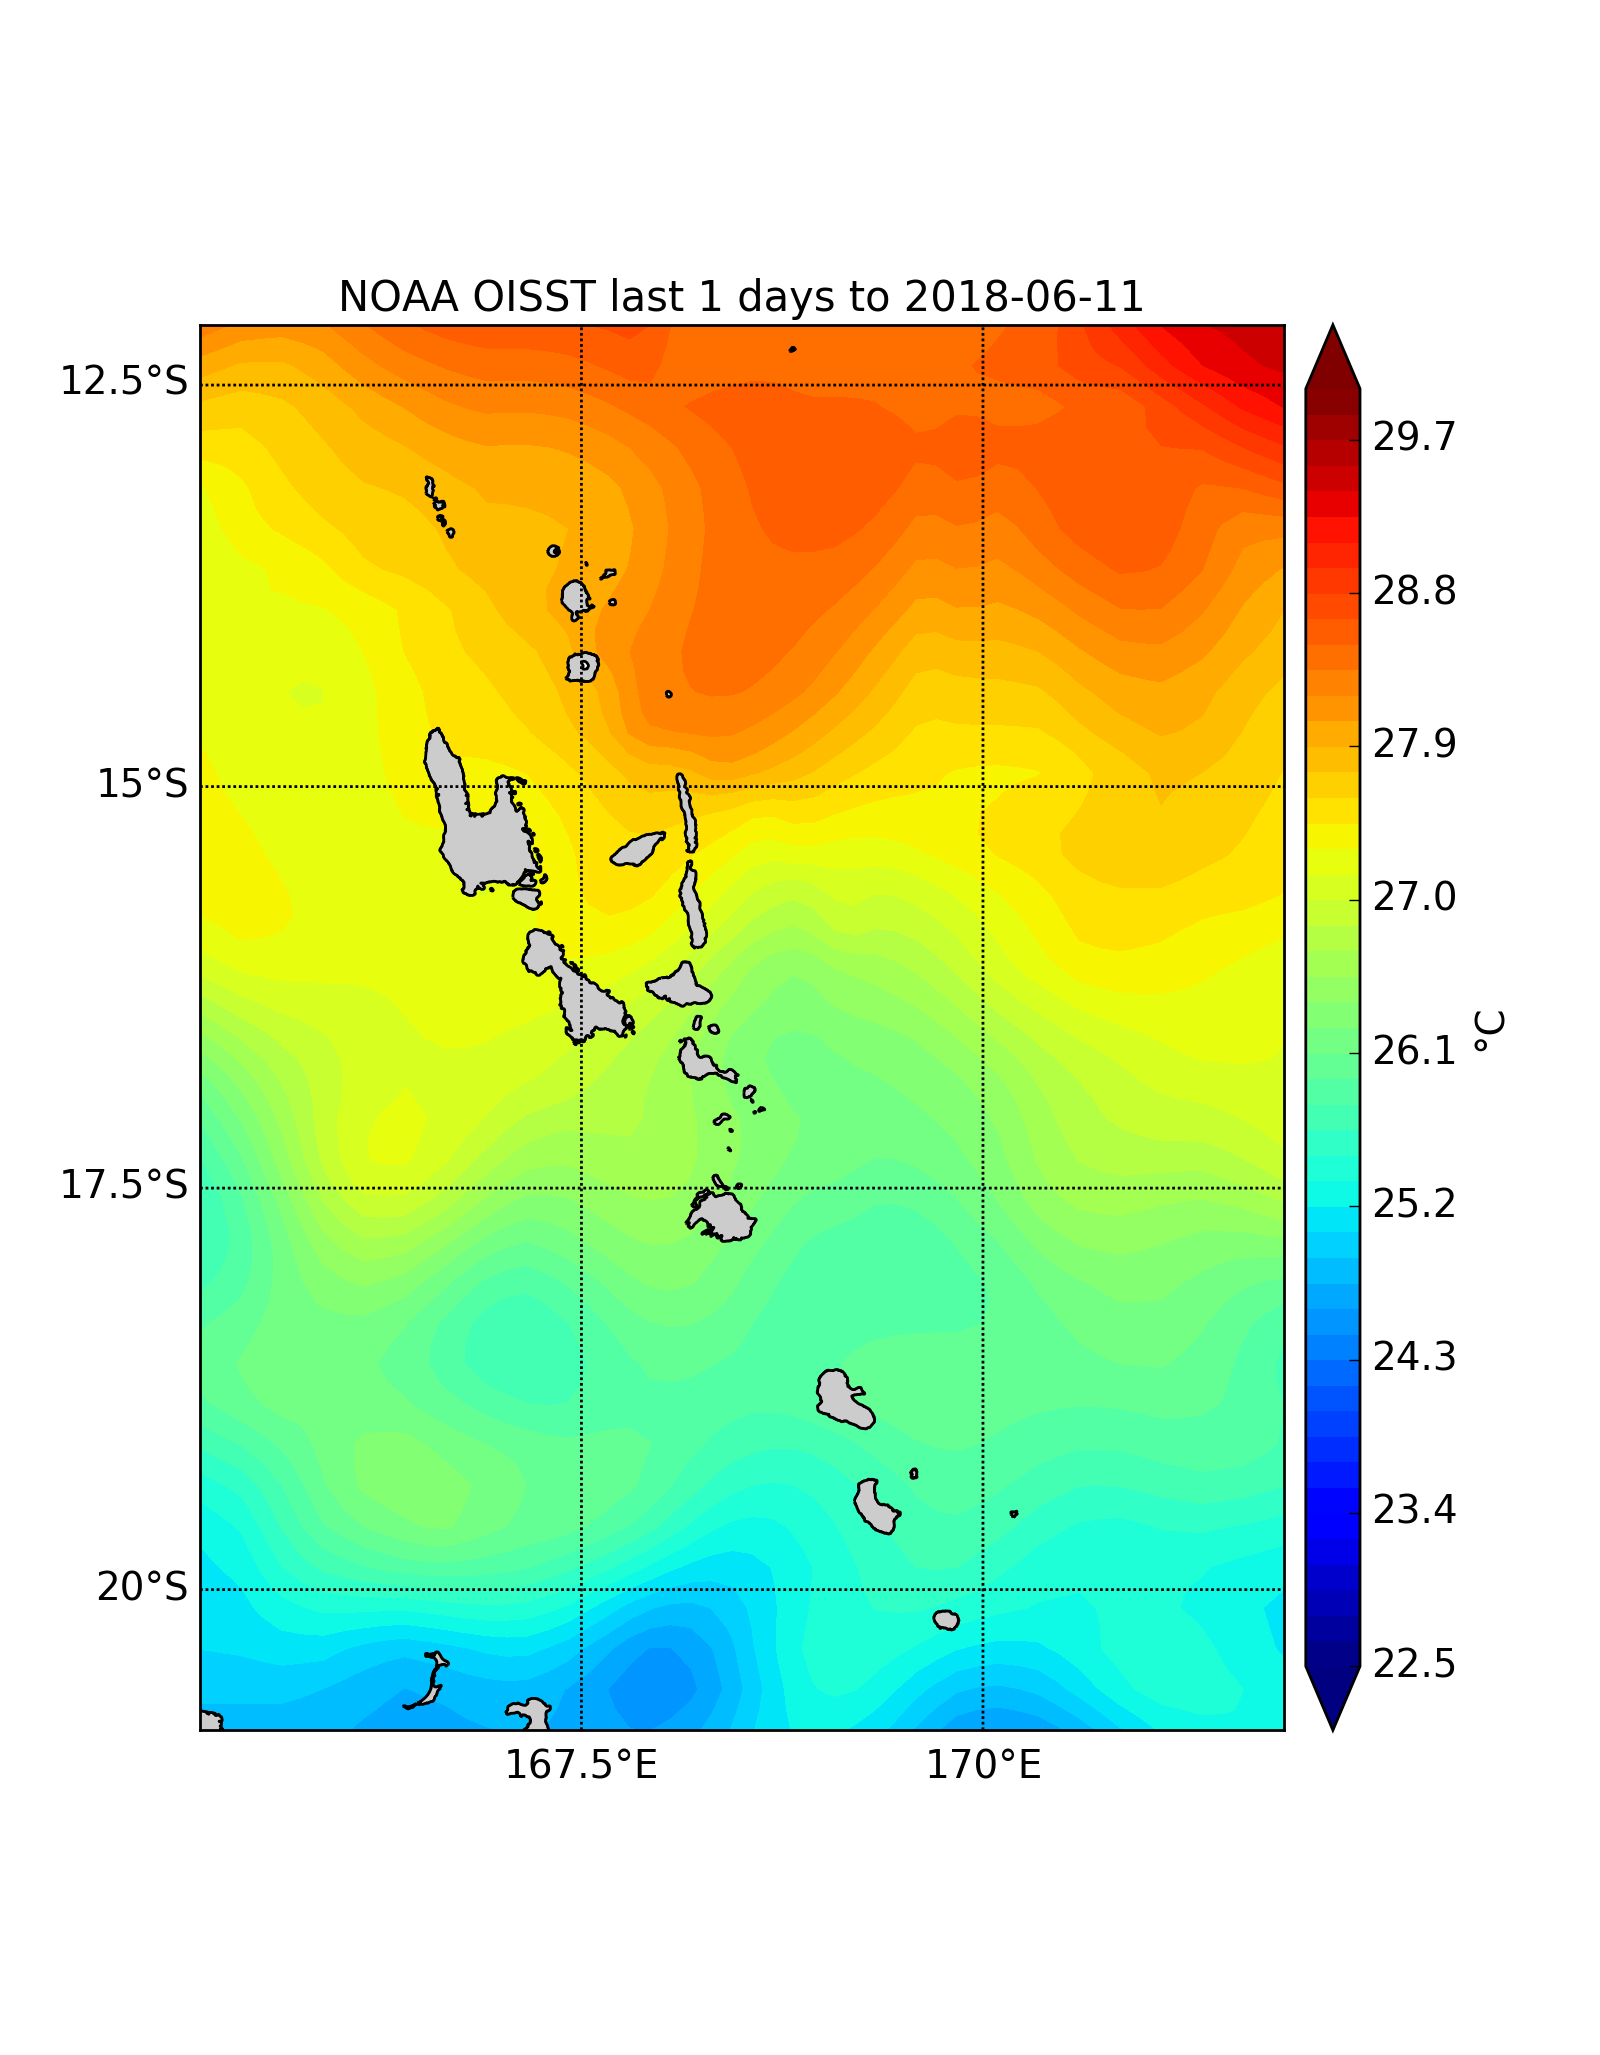 NOAA OISST last 1 days to 2018-06-11
12.5°S
15°S
17.5°S
20°S
167.5°E
170°E
29.7
28.8
27.9
27.0
26.1
25.2
24.3
23.4
22.5
°C